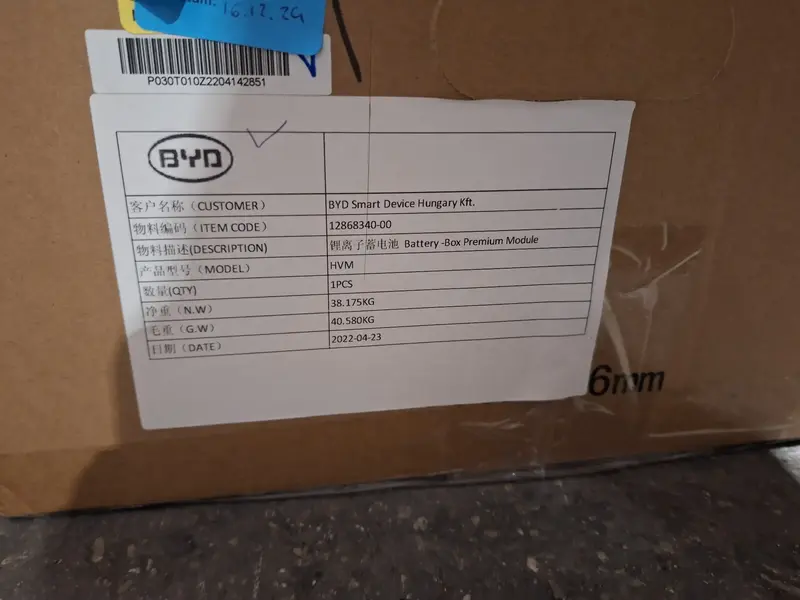 16.12.24
P030T010Z2204142851
BYD
客户名称（CUSTOMER） BYD Smart Device Hungary Kft.
物料编码（ITEM CODE） 12868340-00
物料描述(DESCRIPTION) 锂离子蓄电池 Battery -Box Premium Module
产品型号（MODEL） HVM
数量(QTY) 1PCS
净重（N.W） 38.175KG
毛重（G.W） 40.580KG
日期（DATE） 2022-04-23
6mm